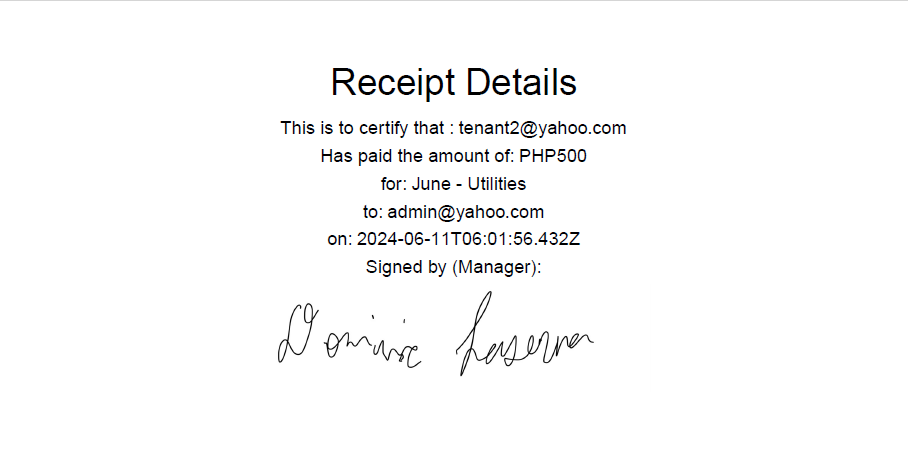 Receipt Details
This is to certify that : tenant2@yahoo.com
Has paid the amount of: PHP500
for: June - Utilities
to: admin@yahoo.com
on: 2024-06-11T06:01:56.432Z
Signed by (Manager):
Dominic